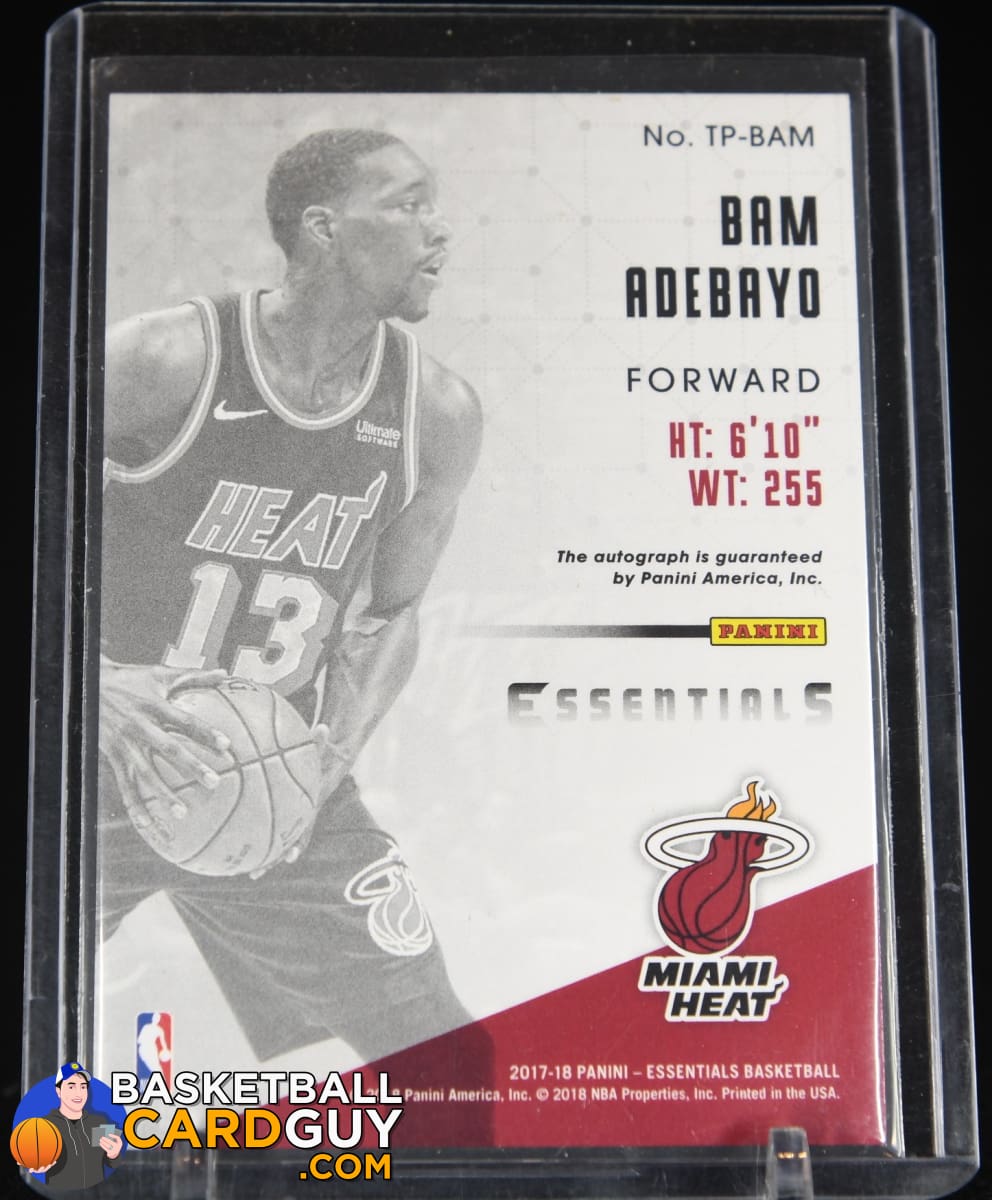 No. TP-BAM
BAM
ADEBAYO
FORWARD
HT: 6'10"
WT: 255
Ultimate
SOFTWARE
HEAT
13
The autograph is guaranteed
by Panini America, Inc.
PANINI
ESSENTIALS
MIAMI
HEAT
2017-18 PANINI – ESSENTIALS BASKETBALL
Panini America, Inc. © 2018 NBA Properties, Inc. Printed in the USA.
BASKETBALL
CARDGUY
.COM